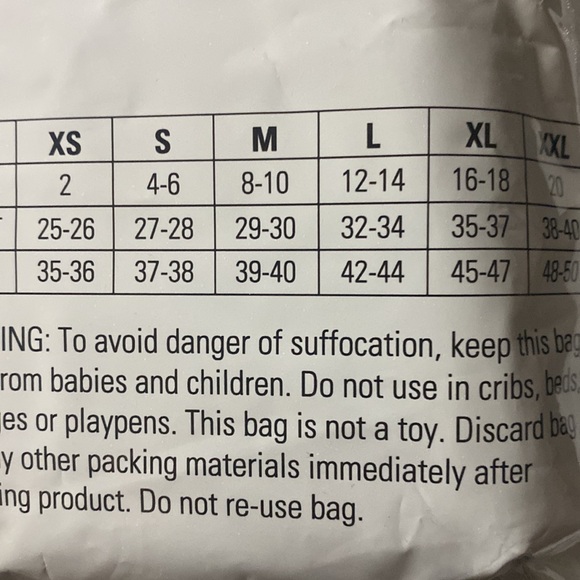 XS S M L XL XXL
2 4-6 8-10 12-14 16-18 20
25-26 27-28 29-30 32-34 35-37 38-40
35-36 37-38 39-40 42-44 45-47 48-50
ING: To avoid danger of suffocation, keep this bag
rom babies and children. Do not use in cribs, beds,
es or playpens. This bag is not a toy. Discard bag
y other packing materials immediately after
ing product. Do not re-use bag.